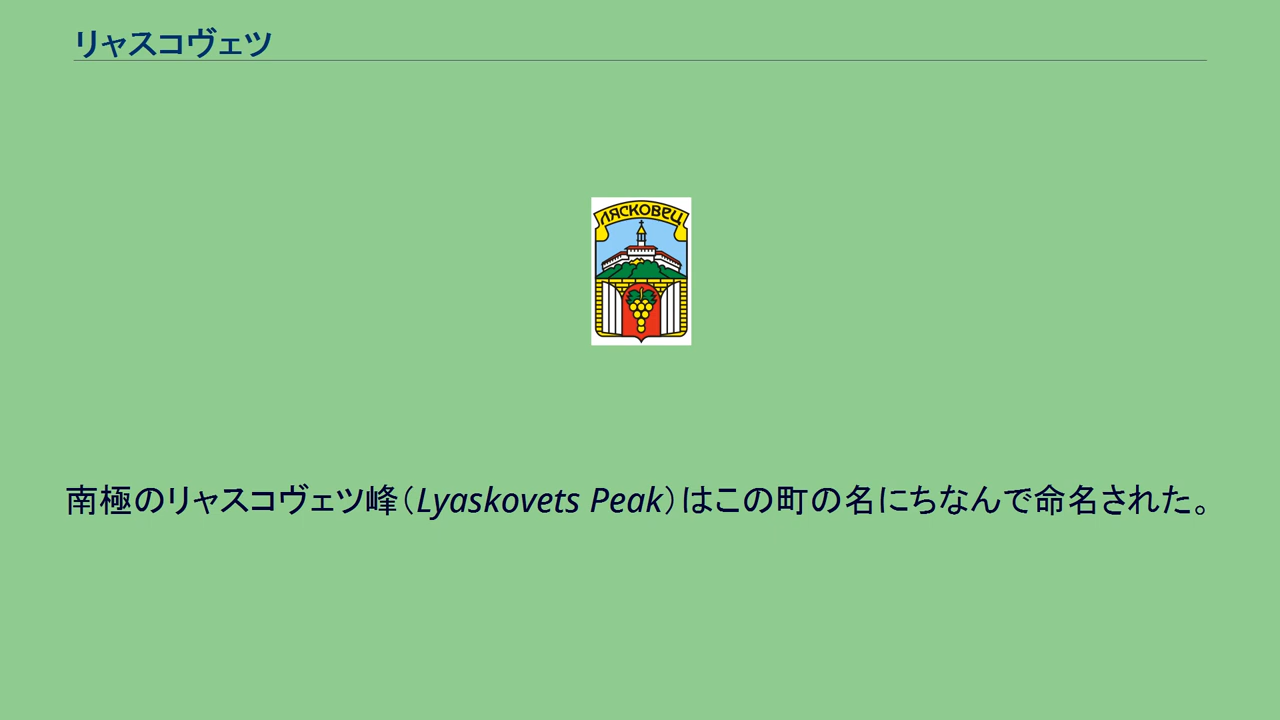 リャスコヴェツ
ЛЯСКОВЕЦ
南極のリャスコヴェツ峰（Lyaskovets Peak）はこの町の名にちなんで命名された。